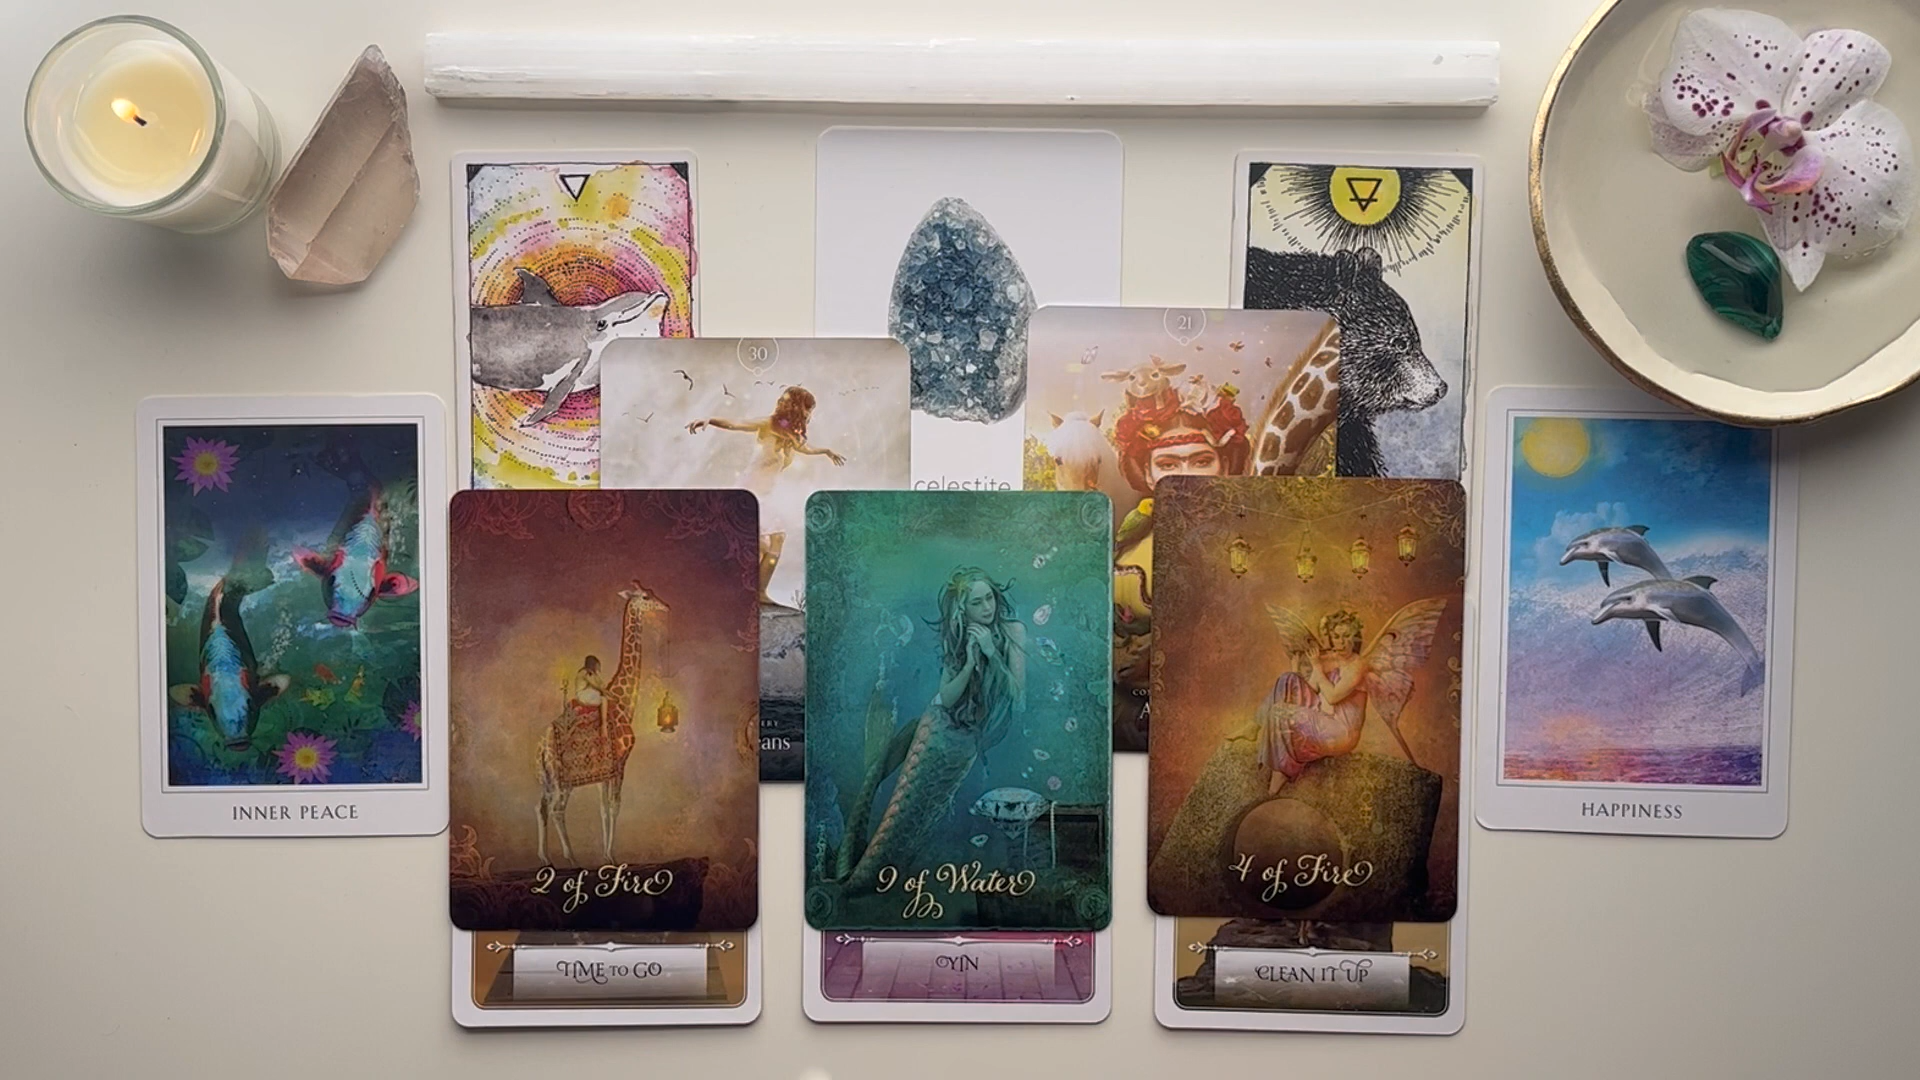 30
21
celestite
INNER PEACE
2 of Fire
9 of Water
4 of Fire
HAPPINESS
TIME TO GO
YIN
CLEAN IT UP